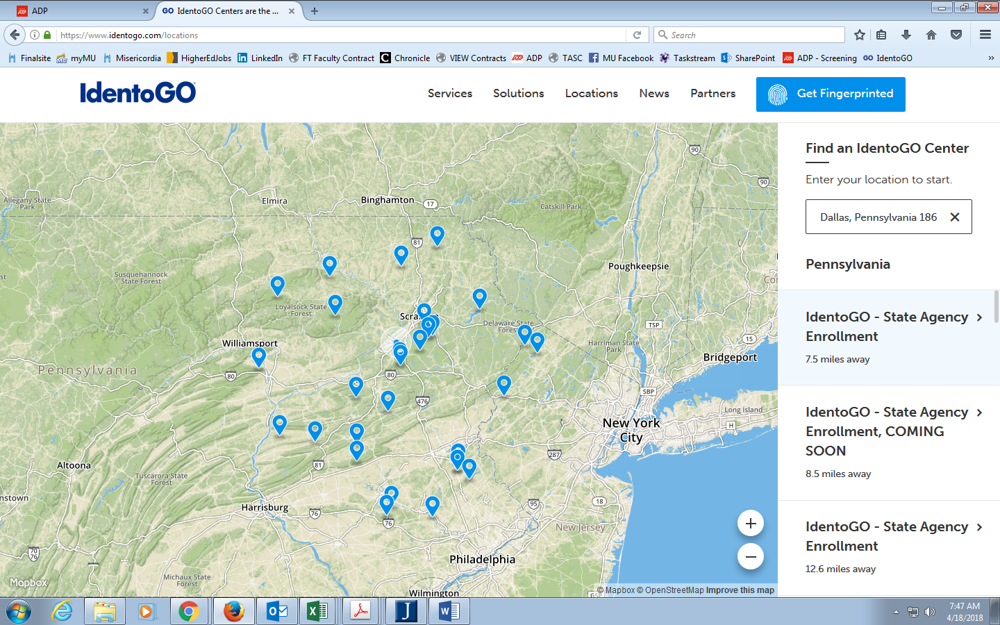 ADP
GO IdentoGO Centers are the ...
https://www.identogo.com/locations
Search
Finalsite
myMU
Misericordia
HigherEdJobs
LinkedIn
FT Faculty Contract
Chronicle
VIEW Contracts
ADP
TASC
MU Facebook
Taskstream
SharePoint
ADP - Screening
GO IdentoGO
IdentoGO
Services
Solutions
Locations
News
Partners
Get Fingerprinted
Find an IdentoGO Center
Enter your location to start.
Dallas, Pennsylvania 186
Pennsylvania
IdentoGO - State Agency
Enrollment
7.5 miles away
IdentoGO - State Agency
Enrollment, COMING
SOON
8.5 miles away
IdentoGO - State Agency
Enrollment
12.6 miles away
90
90
Allegany State
Park
Elmira
Binghamton
17
Catskill Park
81
Poughkeepsie
Susquehannock
State Forest
Loyalsock State
Forest
Delaware State
TSP
15
Williamsport
Harriman State
Park
Bridgeport
Pennsylvania
80
80
476
SBP
Long Island
H
New York
City
287
81
Altoona
Tuscarora State
Forest
nstown
Harrisburg
76
76
95
18
New Jersey
70
76
Philadelphia
Michaux State
Forest
Mapbox
Wilmington
© Mapbox © OpenStreetMap Improve this map
7:47 AM
4/18/2018